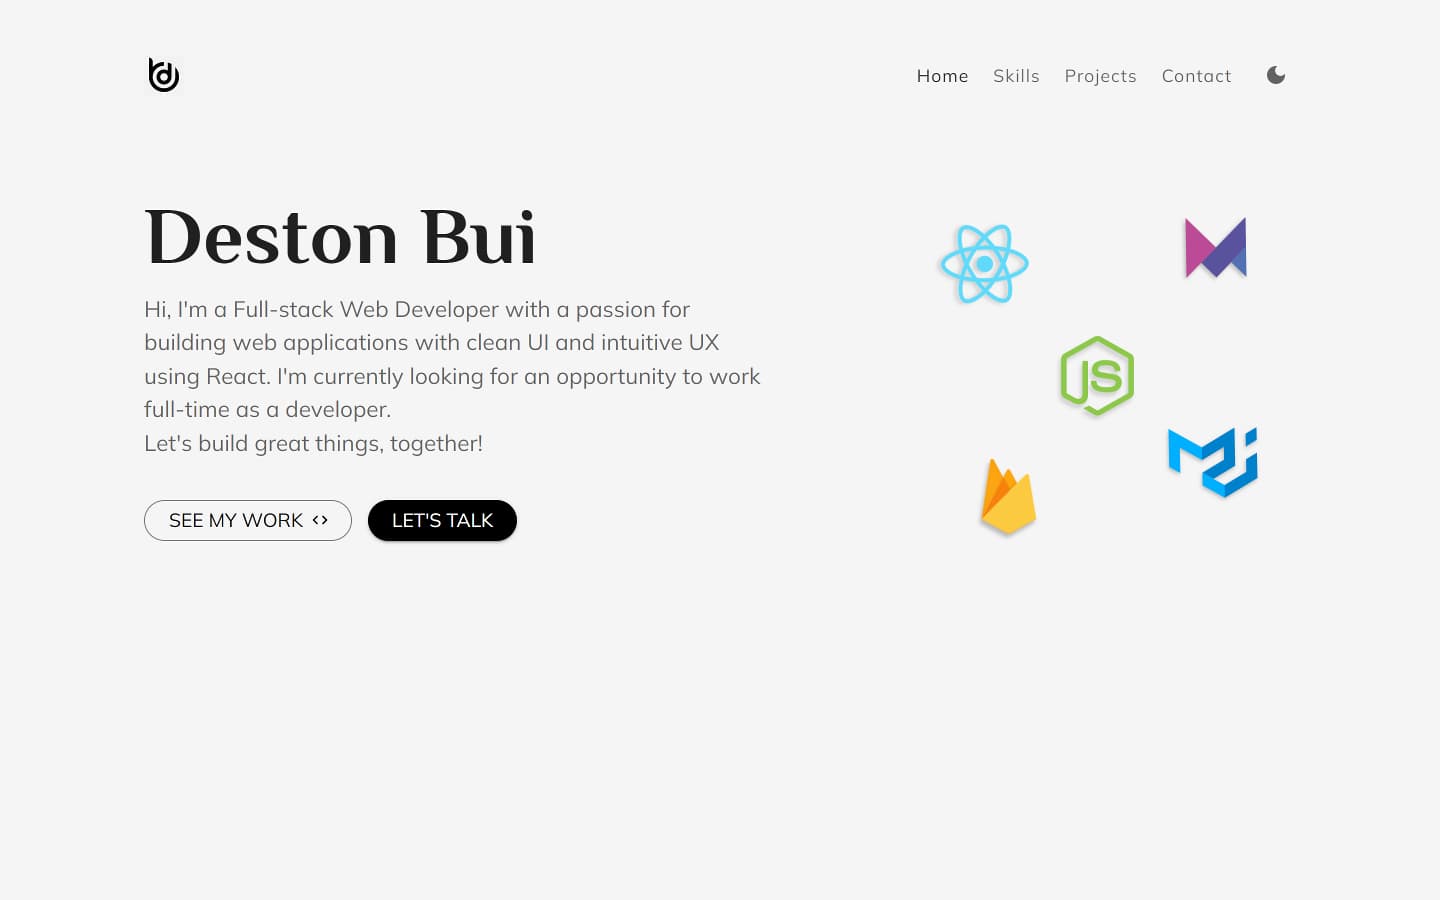 Home Skills Projects Contact
Deston Bui
Hi, I'm a Full-stack Web Developer with a passion for
building web applications with clean UI and intuitive UX
using React. I'm currently looking for an opportunity to work
full-time as a developer.
Let's build great things, together!
SEE MY WORK <> LET'S TALK
JS